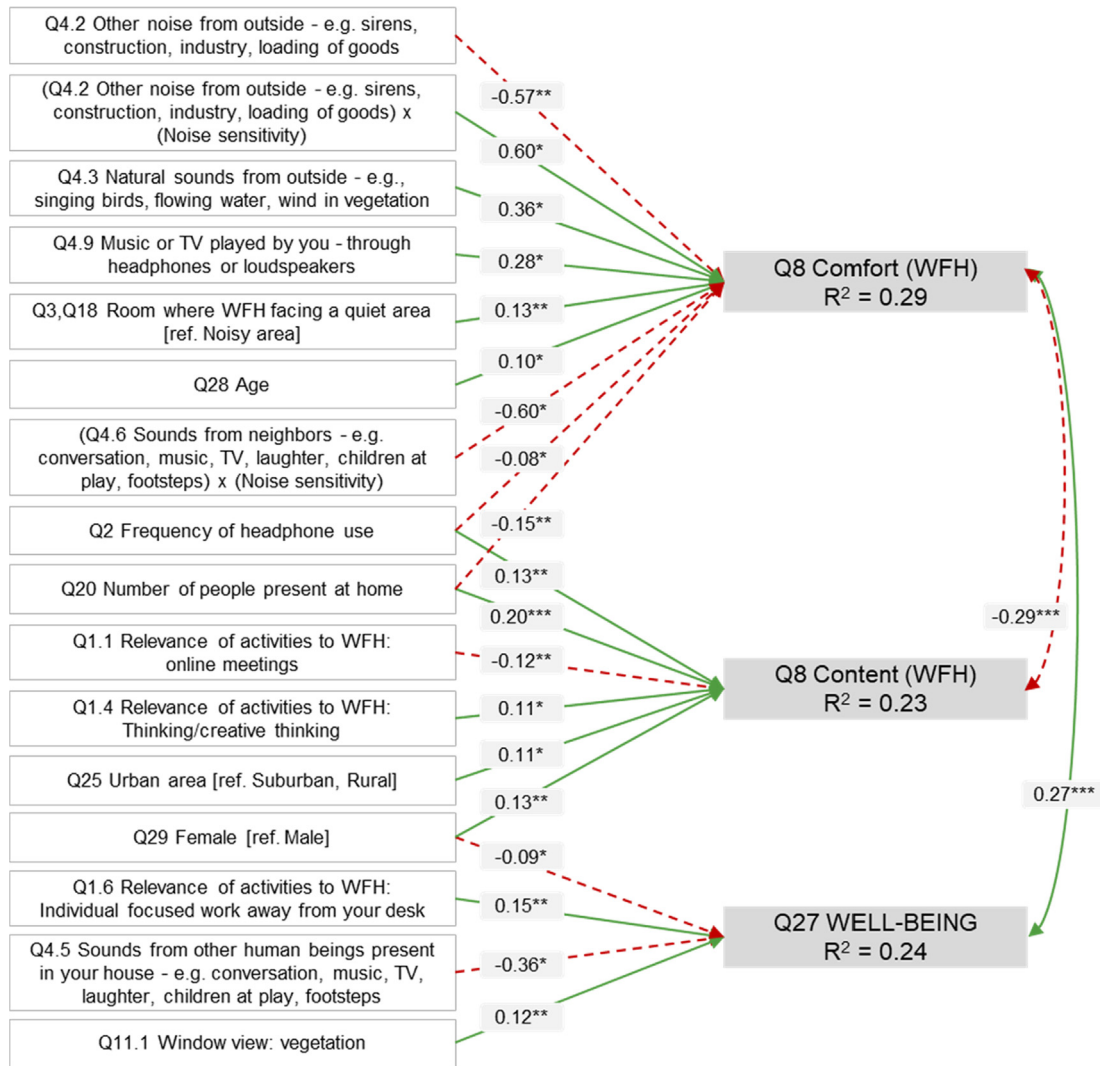 Q4.2 Other noise from outside - e.g. sirens,
construction, industry, loading of goods
(Q4.2 Other noise from outside - e.g. sirens,
construction, industry, loading of goods) x
(Noise sensitivity)
Q4.3 Natural sounds from outside - e.g.,
singing birds, flowing water, wind in vegetation
Q4.9 Music or TV played by you - through
headphones or loudspeakers
Q3,Q18 Room where WFH facing a quiet area
[ref. Noisy area]
Q28 Age
(Q4.6 Sounds from neighbors - e.g.
conversation, music, TV, laughter, children at
play, footsteps) x (Noise sensitivity)
Q2 Frequency of headphone use
Q20 Number of people present at home
Q1.1 Relevance of activities to WFH:
online meetings
Q1.4 Relevance of activities to WFH:
Thinking/creative thinking
Q25 Urban area [ref. Suburban, Rural]
Q29 Female [ref. Male]
Q1.6 Relevance of activities to WFH:
Individual focused work away from your desk
Q4.5 Sounds from other human beings present
in your house - e.g. conversation, music, TV,
laughter, children at play, footsteps
Q11.1 Window view: vegetation
-0.57**
0.60*
0.36*
0.28*
0.13**
0.10*
-0.60*
-0.08*
-0.15**
0.13**
0.20***
-0.12**
0.11*
0.11*
0.13**
-0.09*
0.15**
-0.36*
0.12**
Q8 Comfort (WFH)
R² = 0.29
Q8 Content (WFH)
R² = 0.23
Q27 WELL-BEING
R² = 0.24
-0.29***
0.27***